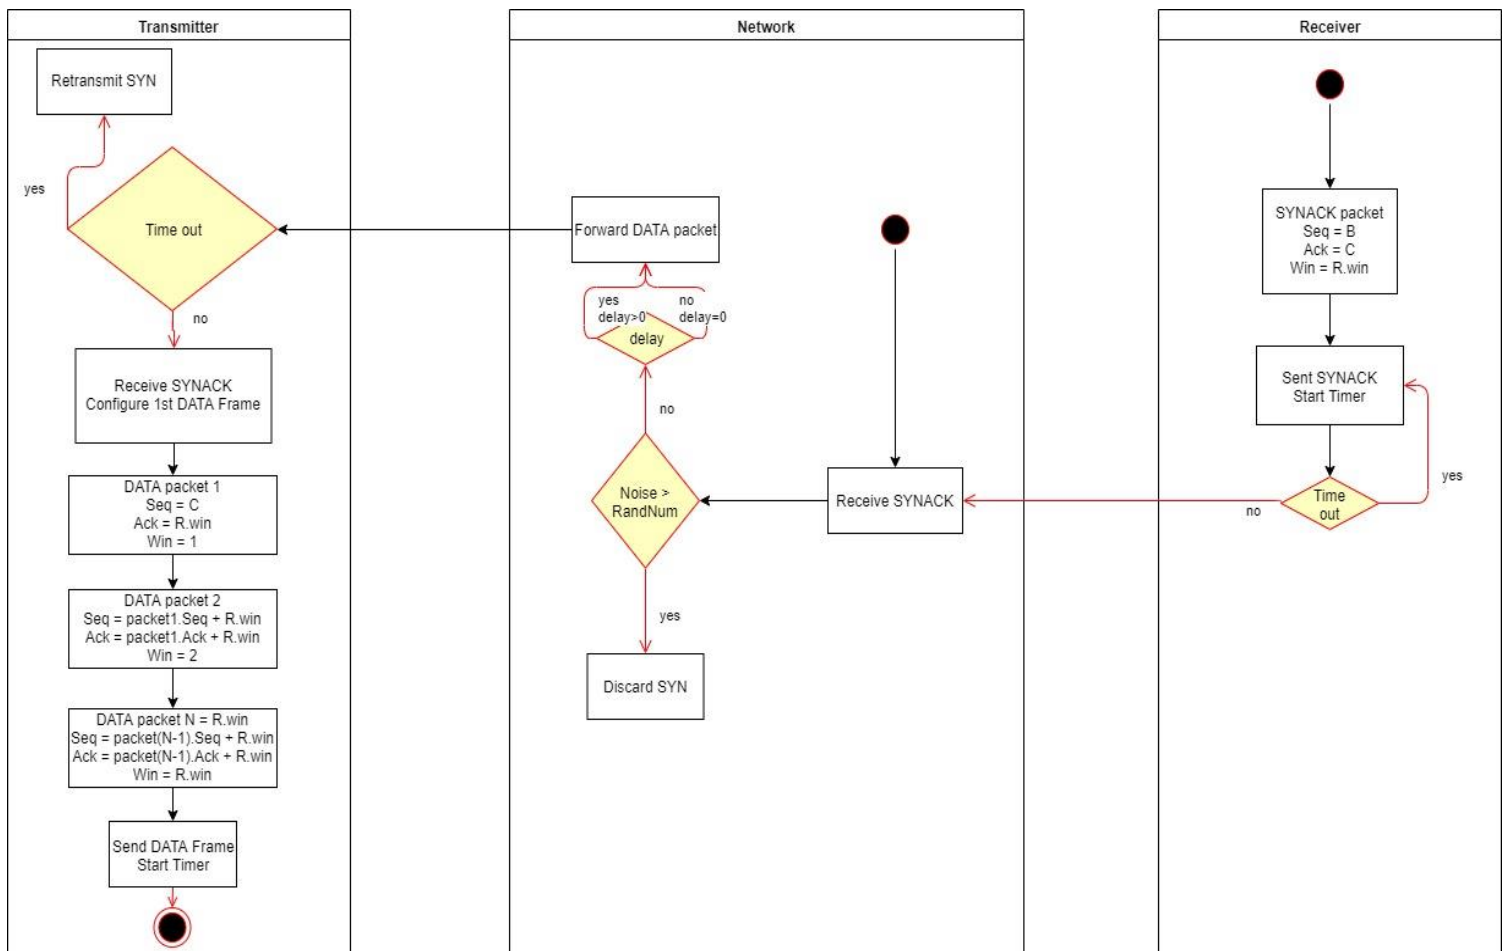 Transmitter
Network
Receiver
Retransmit SYN
yes
Time out
no
Receive SYNACK
Configure 1st DATA Frame
DATA packet 1
Seq = C
Ack = R.win
Win = 1
DATA packet 2
Seq = packet1.Seq + R.win
Ack = packet1.Ack + R.win
Win = 2
DATA packet N = R.win
Seq = packet(N-1).Seq + R.win
Ack = packet(N-1).Ack + R.win
Win = R.win
Send DATA Frame
Start Timer
Forward DATA packet
yes
delay>0
no
delay=0
delay
no
Noise >
RandNum
yes
Discard SYN
Receive SYNACK
SYNACK packet
Seq = B
Ack = C
Win = R.win
Sent SYNACK
Start Timer
yes
Time
out
no